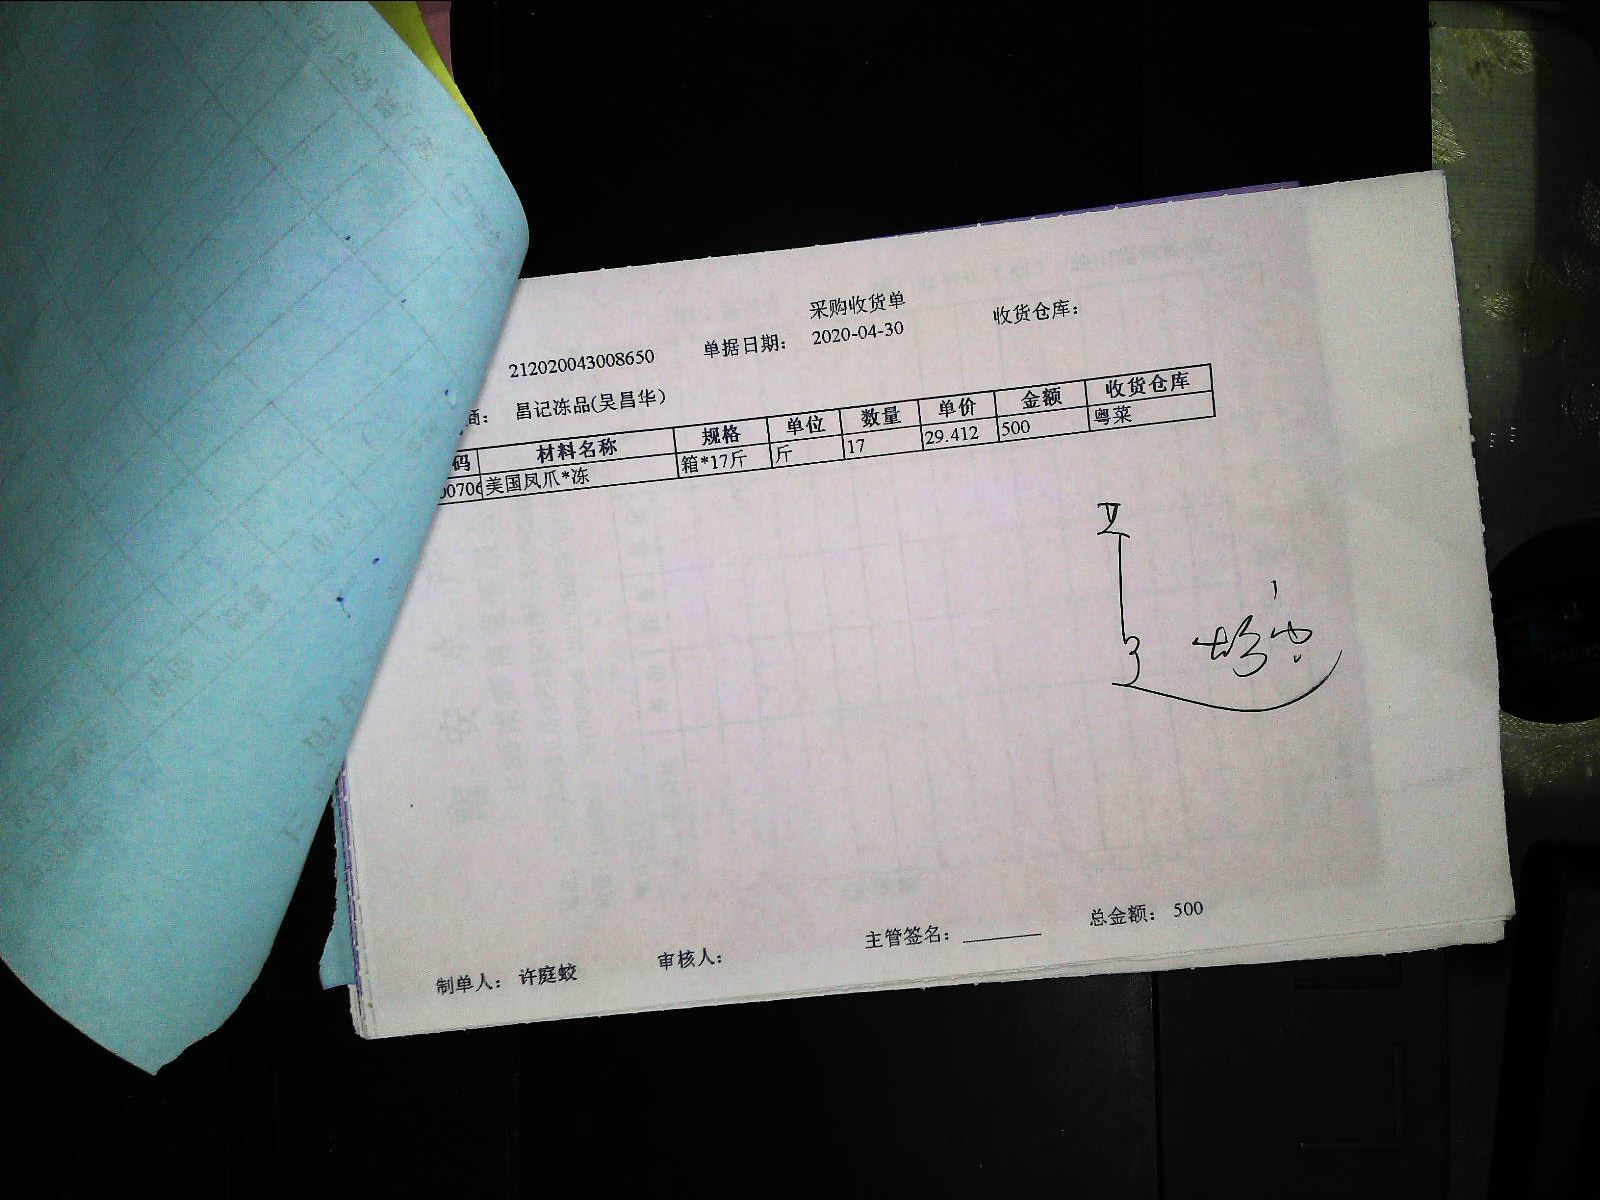 采购收货单
212020043008650 单据日期： 2020-04-30 收货仓库：
商： 昌记冻品(吴昌华)
码 材料名称 规格 单位 数量 单价 金额 收货仓库
00706 美国凤爪*冻 箱*17斤 斤 17 29.412 500 粤菜
制单人： 许庭蛟 审核人： 主管签名： 总金额： 500